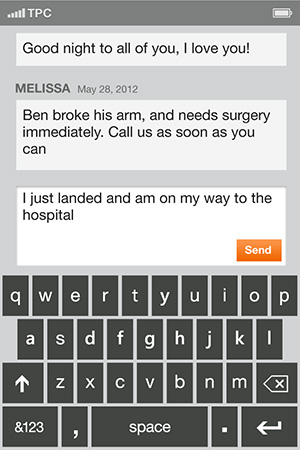 TPC
Good night to all of you, I love you!
MELISSA May 28, 2012
Ben broke his arm, and needs surgery
immediately. Call us as soon as you
can
I just landed and am on my way to the
hospital
Send
q w e r t y u i o p
a s d f g h j k l
z x c v b n m
&123 , space .